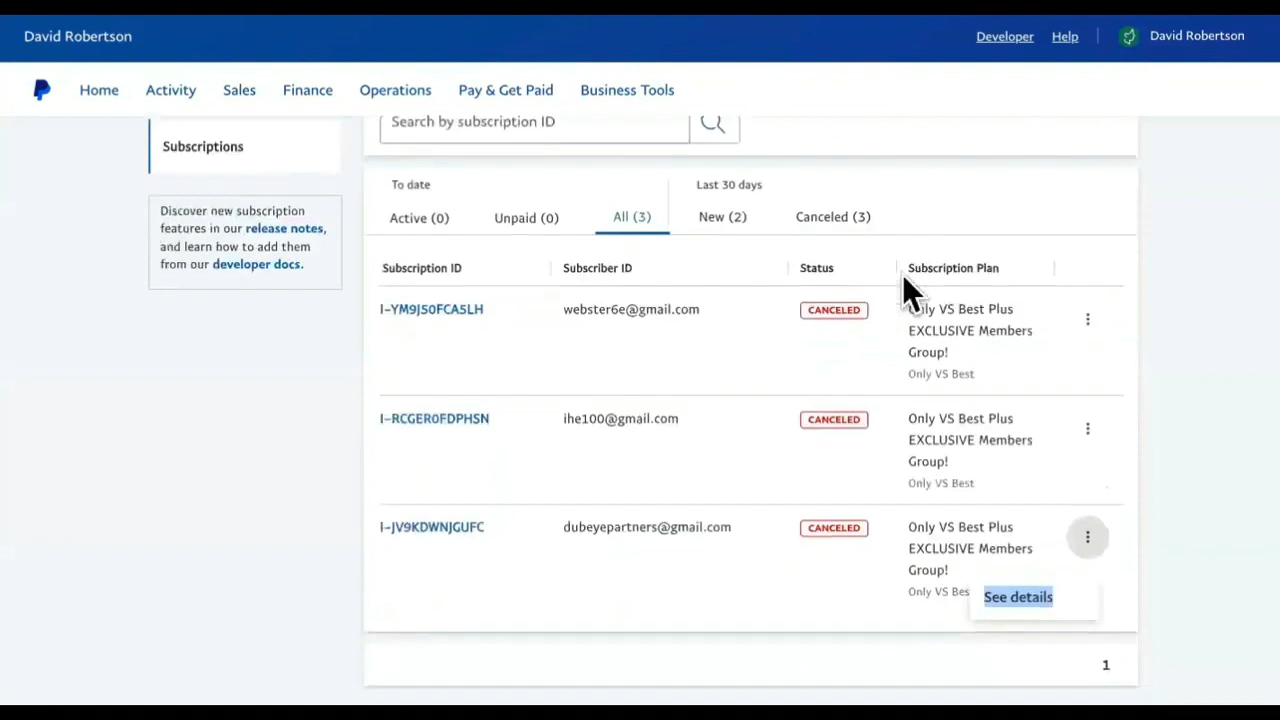 David Robertson
Developer Help David Robertson
Home Activity Sales Finance Operations Pay & Get Paid Business Tools
Search by subscription ID
Subscriptions
Discover new subscription
features in our release notes,
and learn how to add them
from our developer docs.
To date Last 30 days
Active (0) Unpaid (0) All (3) New (2) Canceled (3)
Subscription ID Subscriber ID Status Subscription Plan
I-YM9J50FCA5LH webster6e@gmail.com CANCELED Only VS Best Plus
EXCLUSIVE Members
Group!
Only VS Best
I-RCGER0FDPHSN ihe100@gmail.com CANCELED Only VS Best Plus
EXCLUSIVE Members
Group!
Only VS Best
I-JV9KDWNJGUFC dubeyepartners@gmail.com CANCELED Only VS Best Plus
EXCLUSIVE Members
Group!
Only VS Bes
See details
1